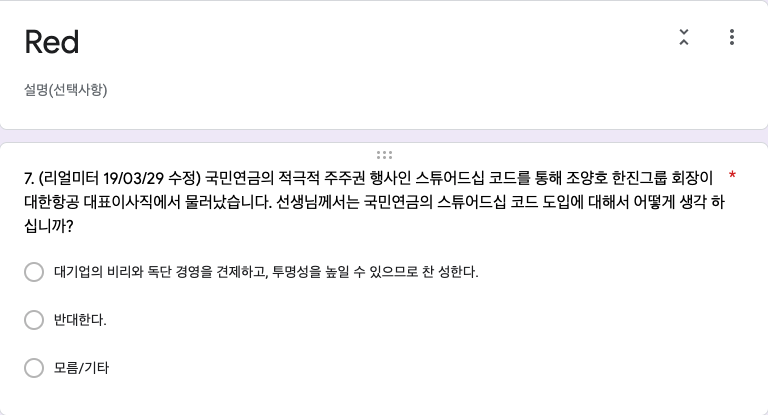 Red
설명(선택사항)
7. (리얼미터 19/03/29 수정) 국민연금의 적극적 주주권 행사인 스튜어드십 코드를 통해 조양호 한진그룹 회장이 *
대한항공 대표이사직에서 물러났습니다. 선생님께서는 국민연금의 스튜어드십 코드 도입에 대해서 어떻게 생각 하
십니까?
대기업의 비리와 독단 경영을 견제하고, 투명성을 높일 수 있으므로 찬 성한다.
반대한다.
모름/기타